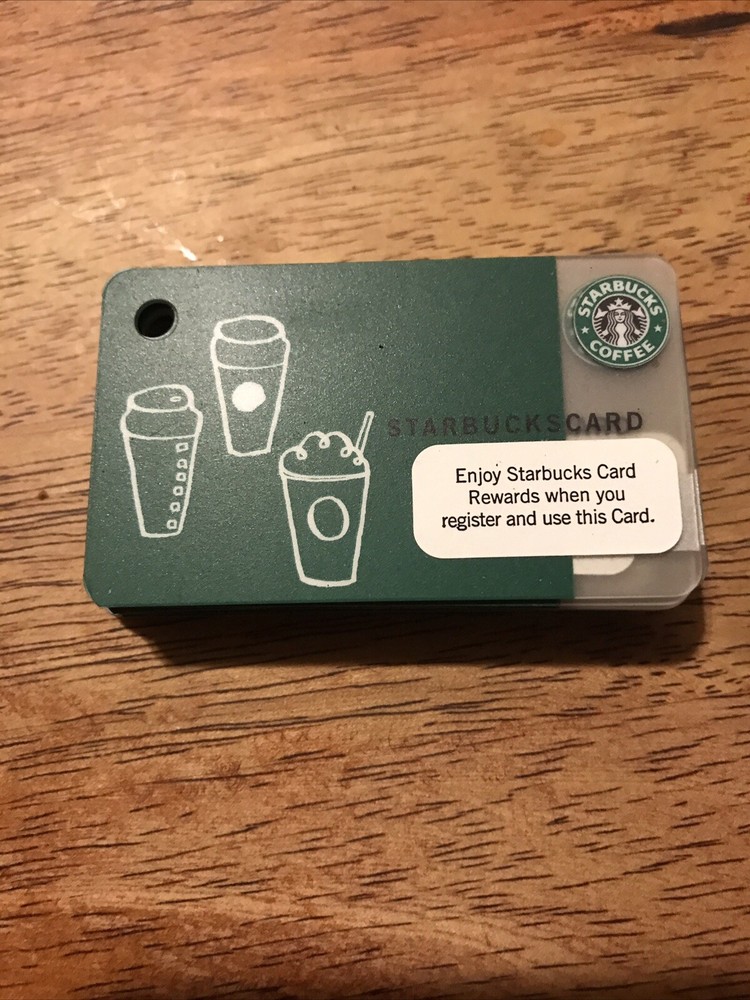 STARBUCKS
COFFEE
STARBUCKSCARD
Enjoy Starbucks Card
Rewards when you
register and use this Card.